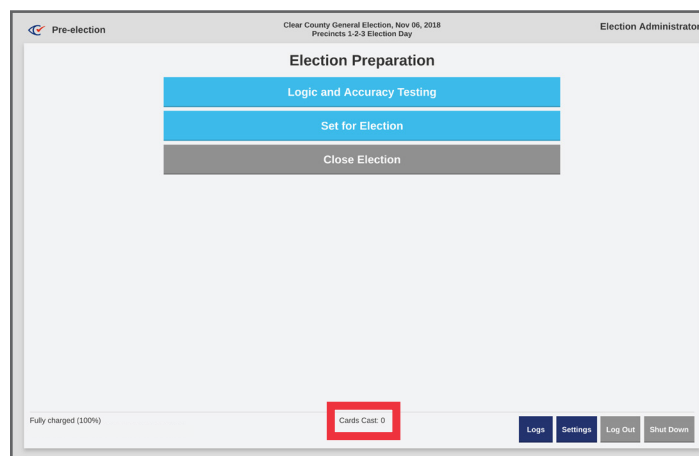 Pre-election
Clear County General Election, Nov 06, 2018
Precincts 1-2-3 Election Day
Election Administrator
Election Preparation
Logic and Accuracy Testing
Set for Election
Close Election
Fully charged (100%)
Cards Cast: 0
Logs
Settings
Log Out
Shut Down